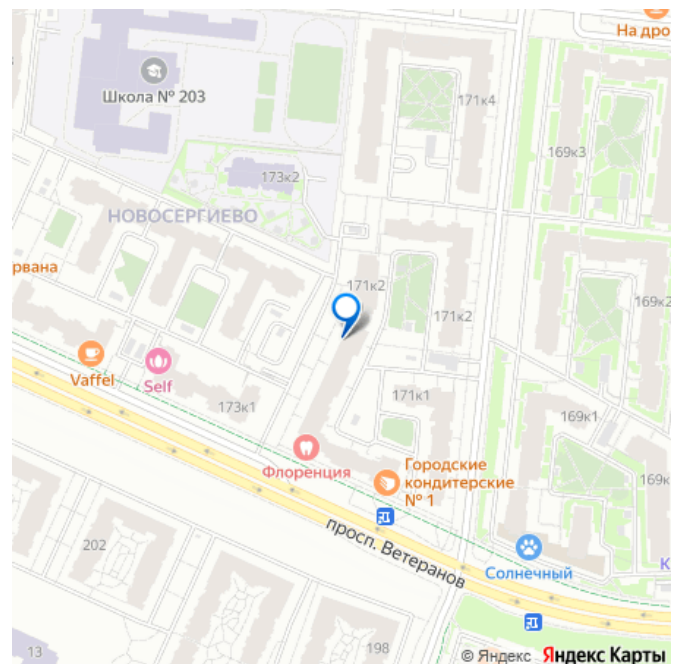 На дро
Школа № 203
171к4
169к3
173к2
НОВОСЕРГИЕВО
рвана
171к2
169к2
171к2
Vaffel
Self
171к1
173к1
169к1
Флоренция
Городские
кондитерские
№ 1
169к
просп. Ветеранов
202
Солнечный
К
13
198
© Яндекс Яндекс Карты